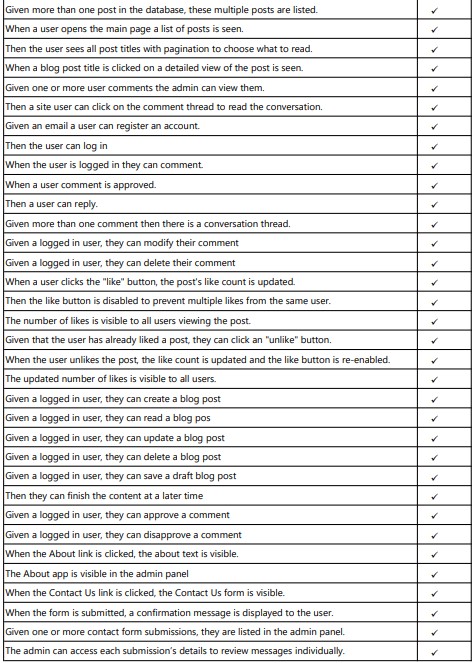 Given more than one post in the database, these multiple posts are listed. ✓
When a user opens the main page a list of posts is seen. ✓
Then the user sees all post titles with pagination to choose what to read. ✓
When a blog post title is clicked on a detailed view of the post is seen. ✓
Given one or more user comments the admin can view them. ✓
Then a site user can click on the comment thread to read the conversation. ✓
Given an email a user can register an account. ✓
Then the user can log in ✓
When the user is logged in they can comment. ✓
When a user comment is approved. ✓
Then a user can reply. ✓
Given more than one comment then there is a conversation thread. ✓
Given a logged in user, they can modify their comment ✓
Given a logged in user, they can delete their comment ✓
When a user clicks the "like" button, the post's like count is updated. ✓
Then the like button is disabled to prevent multiple likes from the same user. ✓
The number of likes is visible to all users viewing the post. ✓
Given that the user has already liked a post, they can click an "unlike" button. ✓
When the user unlikes the post, the like count is updated and the like button is re-enabled. ✓
The updated number of likes is visible to all users. ✓
Given a logged in user, they can create a blog post ✓
Given a logged in user, they can read a blog pos ✓
Given a logged in user, they can update a blog post ✓
Given a logged in user, they can delete a blog post ✓
Given a logged in user, they can save a draft blog post ✓
Then they can finish the content at a later time ✓
Given a logged in user, they can approve a comment ✓
Given a logged in user, they can disapprove a comment ✓
When the About link is clicked, the about text is visible. ✓
The About app is visible in the admin panel ✓
When the Contact Us link is clicked, the Contact Us form is visible. ✓
When the form is submitted, a confirmation message is displayed to the user. ✓
Given one or more contact form submissions, they are listed in the admin panel. ✓
The admin can access each submission's details to review messages individually. ✓